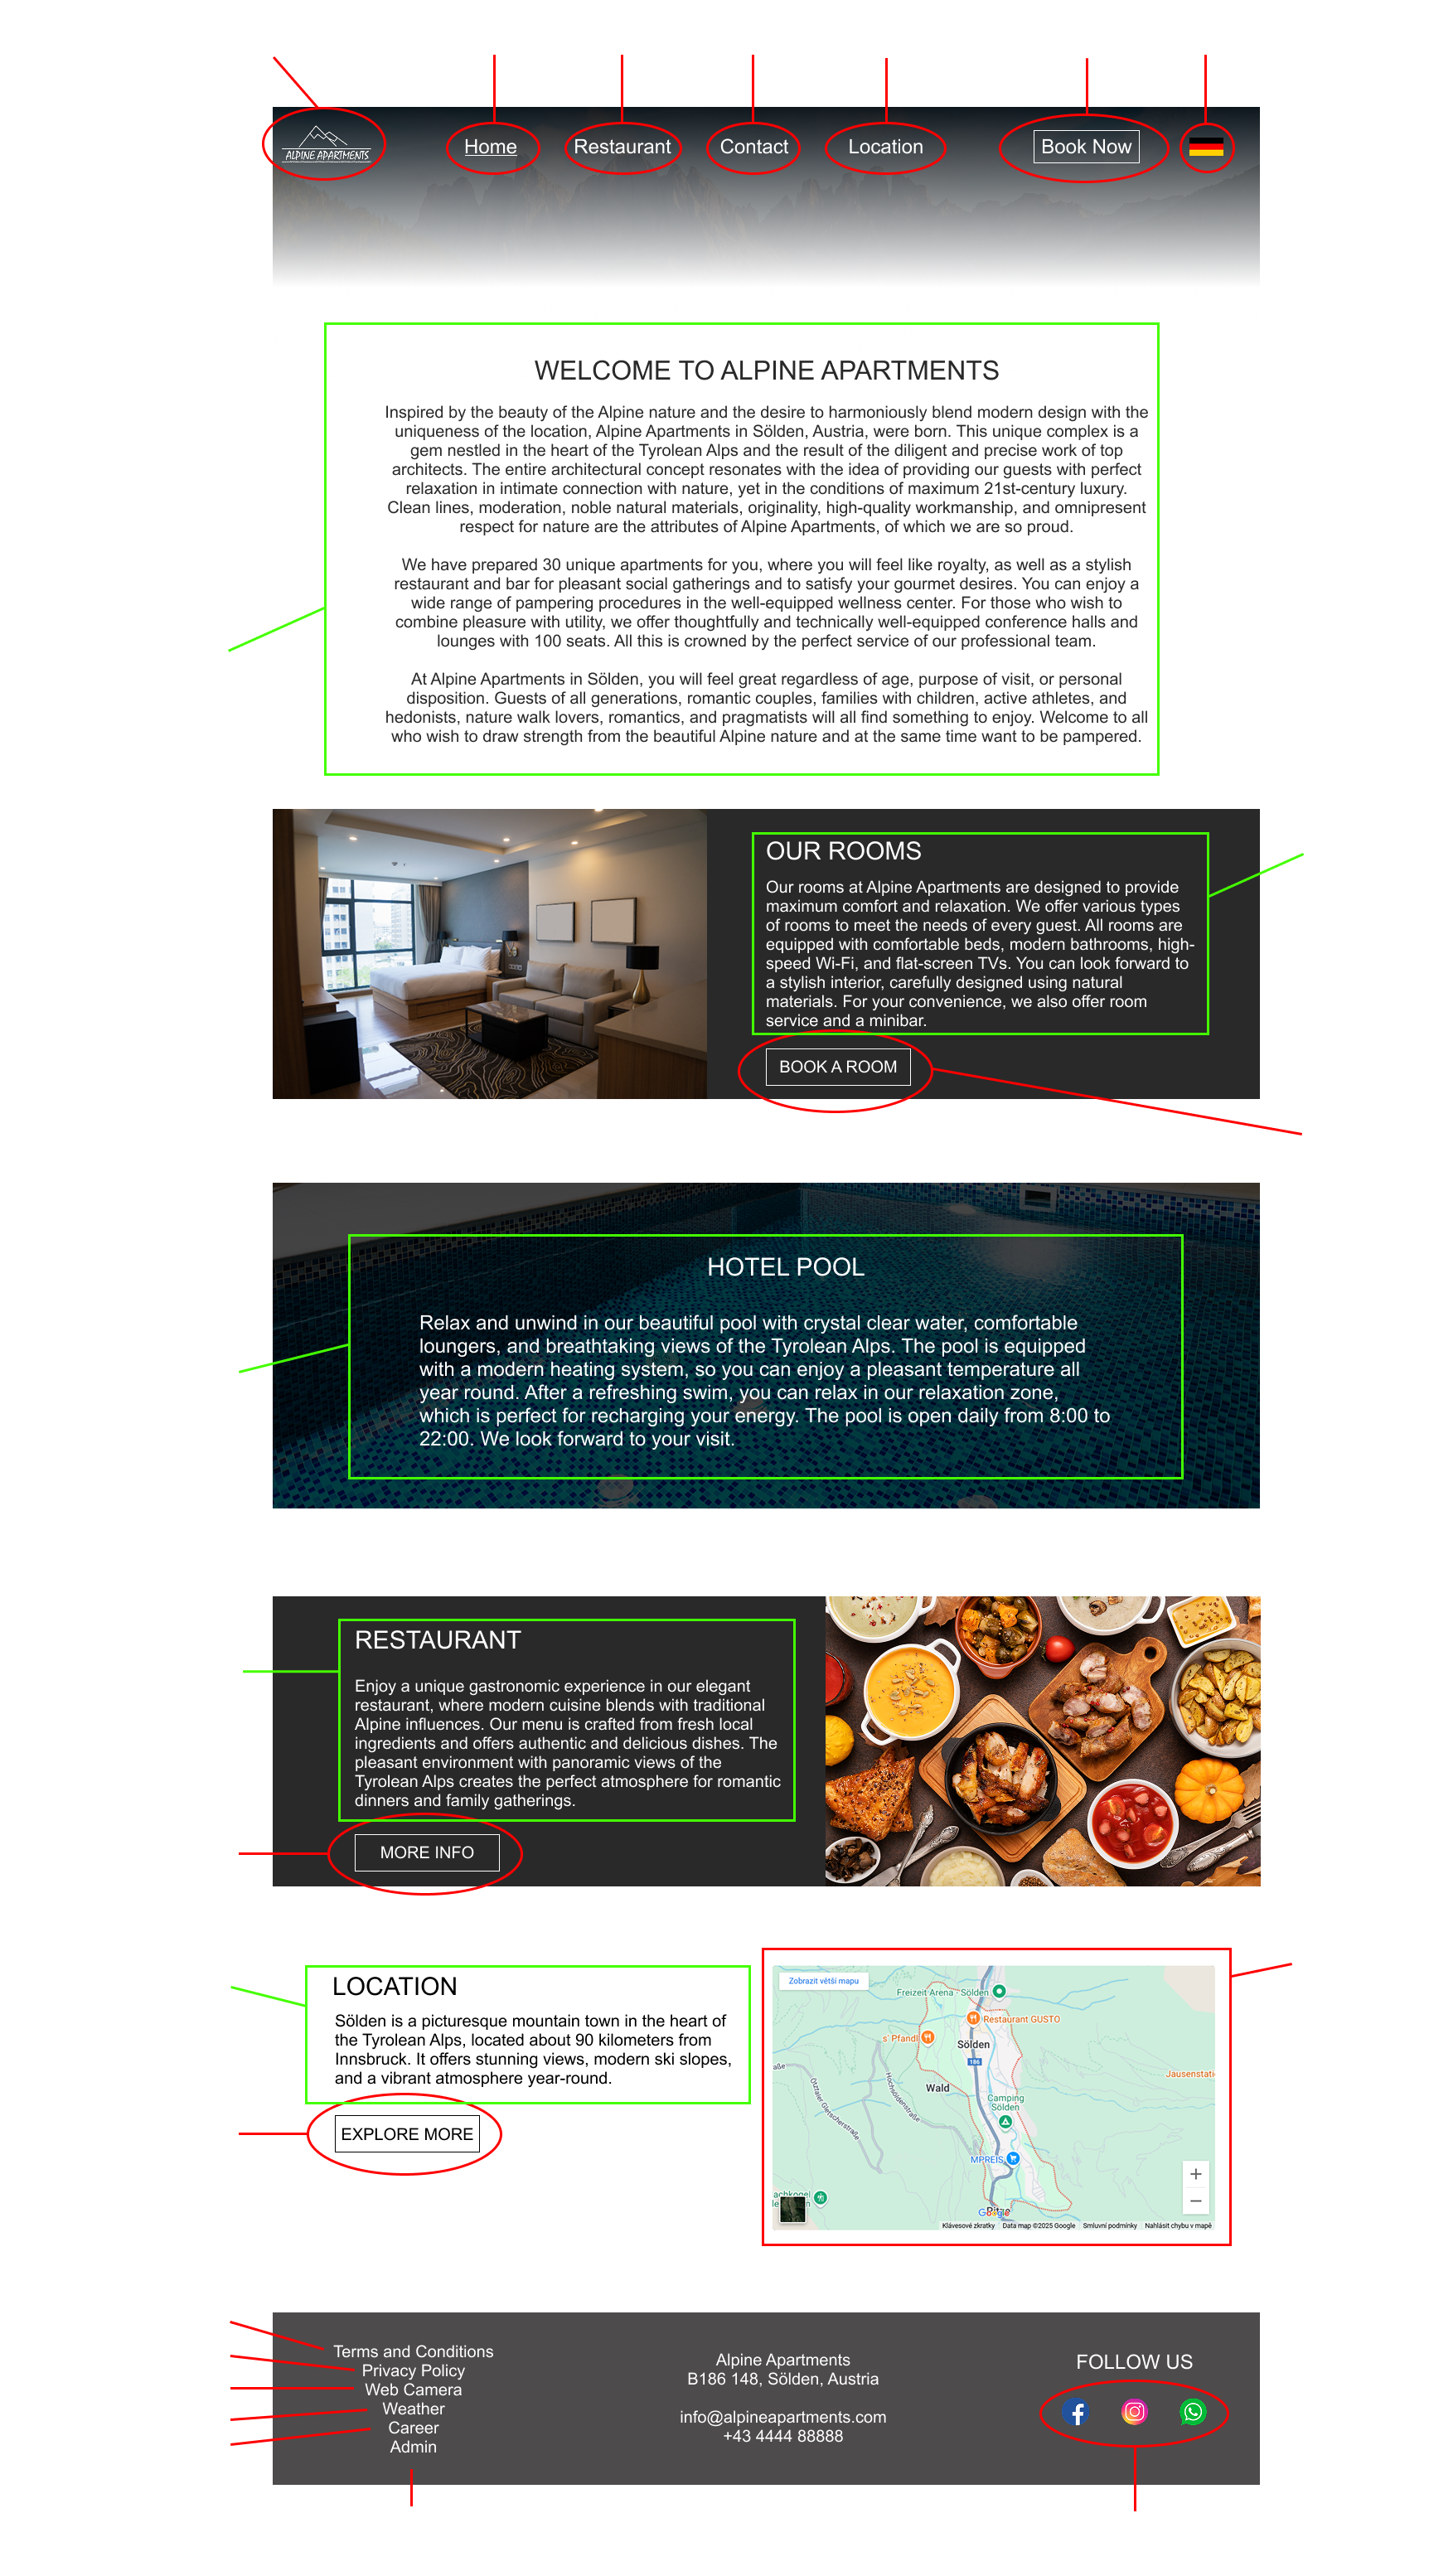 ALPINE APARTMENTS
Home
Restaurant
Contact
Location
Book Now
WELCOME TO ALPINE APARTMENTS
Inspired by the beauty of the Alpine nature and the desire to harmoniously blend modern design with the
uniqueness of the location, Alpine Apartments in Sölden, Austria, were born. This unique complex is a
gem nestled in the heart of the Tyrolean Alps and the result of the diligent and precise work of top
architects. The entire architectural concept resonates with the idea of providing our guests with perfect
relaxation in intimate connection with nature, yet in the conditions of maximum 21st-century luxury.
Clean lines, moderation, noble natural materials, originality, high-quality workmanship, and omnipresent
respect for nature are the attributes of Alpine Apartments, of which we are so proud.
We have prepared 30 unique apartments for you, where you will feel like royalty, as well as a stylish
restaurant and bar for pleasant social gatherings and to satisfy your gourmet desires. You can enjoy a
wide range of pampering procedures in the well-equipped wellness center. For those who wish to
combine pleasure with utility, we offer thoughtfully and technically well-equipped conference halls and
lounges with 100 seats. All this is crowned by the perfect service of our professional team.
At Alpine Apartments in Sölden, you will feel great regardless of age, purpose of visit, or personal
disposition. Guests of all generations, romantic couples, families with children, active athletes, and
hedonists, nature walk lovers, romantics, and pragmatists will all find something to enjoy. Welcome to all
who wish to draw strength from the beautiful Alpine nature and at the same time want to be pampered.
OUR ROOMS
Our rooms at Alpine Apartments are designed to provide
maximum comfort and relaxation. We offer various types
of rooms to meet the needs of every guest. All rooms are
equipped with comfortable beds, modern bathrooms, high-
speed Wi-Fi, and flat-screen TVs. You can look forward to
a stylish interior, carefully designed using natural
materials. For your convenience, we also offer room
service and a minibar.
BOOK A ROOM
HOTEL POOL
Relax and unwind in our beautiful pool with crystal clear water, comfortable
loungers, and breathtaking views of the Tyrolean Alps. The pool is equipped
with a modern heating system, so you can enjoy a pleasant temperature all
year round. After a refreshing swim, you can relax in our relaxation zone,
which is perfect for recharging your energy. The pool is open daily from 8:00 to
22:00. We look forward to your visit.
RESTAURANT
Enjoy a unique gastronomic experience in our elegant
restaurant, where modern cuisine blends with traditional
Alpine influences. Our menu is crafted from fresh local
ingredients and offers authentic and delicious dishes. The
pleasant environment with panoramic views of the
Tyrolean Alps creates the perfect atmosphere for romantic
dinners and family gatherings.
MORE INFO
LOCATION
Sölden is a picturesque mountain town in the heart of
the Tyrolean Alps, located about 90 kilometers from
Innsbruck. It offers stunning views, modern ski slopes,
and a vibrant atmosphere year-round.
EXPLORE MORE
Zobrazit větší mapu
Freizeit Arena - Sölden
Restaurant GUSTO
s' Pfandl
Sölden
186
Jausenstati
Wald
Ötztaler Gletscherstraße
Hochsöldenstraße
Camping
Sölden
MPREIS
Google
Klávesové zkratky
Data map ©2025 Google
Smluvní podmínky
Nahlásit chybu v mapě
Terms and Conditions
Privacy Policy
Web Camera
Weather
Career
Admin
Alpine Apartments
B186 148, Sölden, Austria
info@alpineapartments.com
+43 4444 88888
FOLLOW US